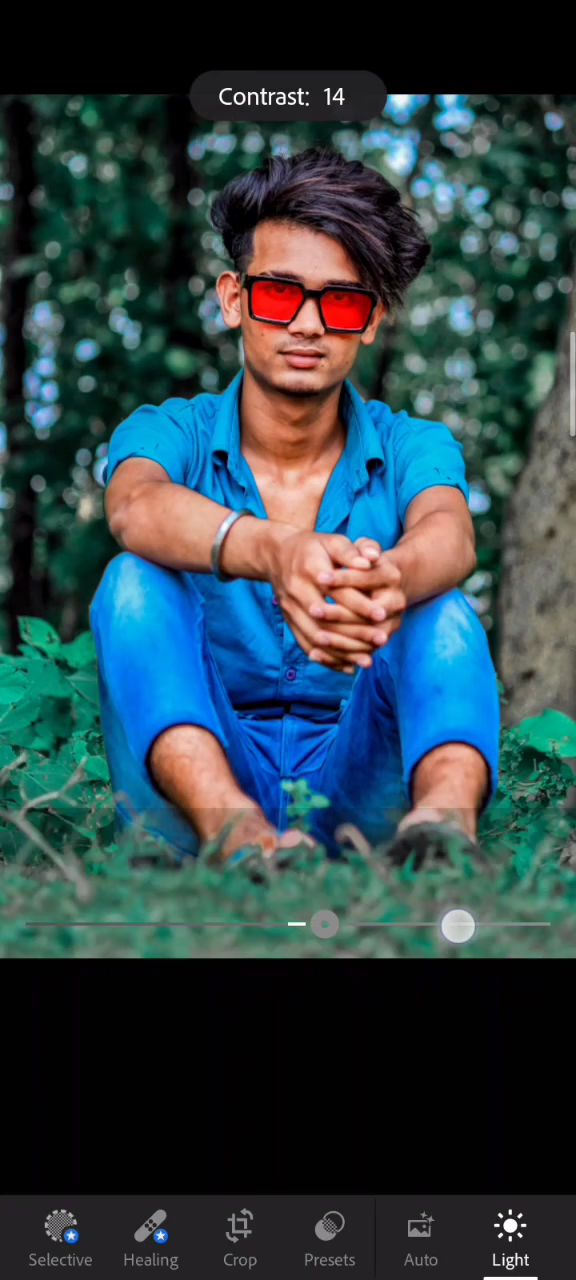 Contrast: 14
Selective
Healing
Crop
Presets
Auto
Light